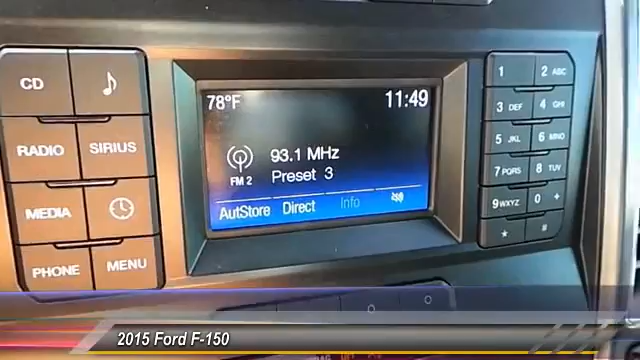 CD
RADIO SIRIUS
MEDIA
PHONE MENU
78°F 11:49
93.1 MHz
FM 2 Preset 3
AutoStore Direct Info
1 2 ABC
3 DEF 4 GHI
5 JKL 6 MNO
7 PQRS 8 TUV
9 WXYZ 0 +
* #
2015 Ford F-150